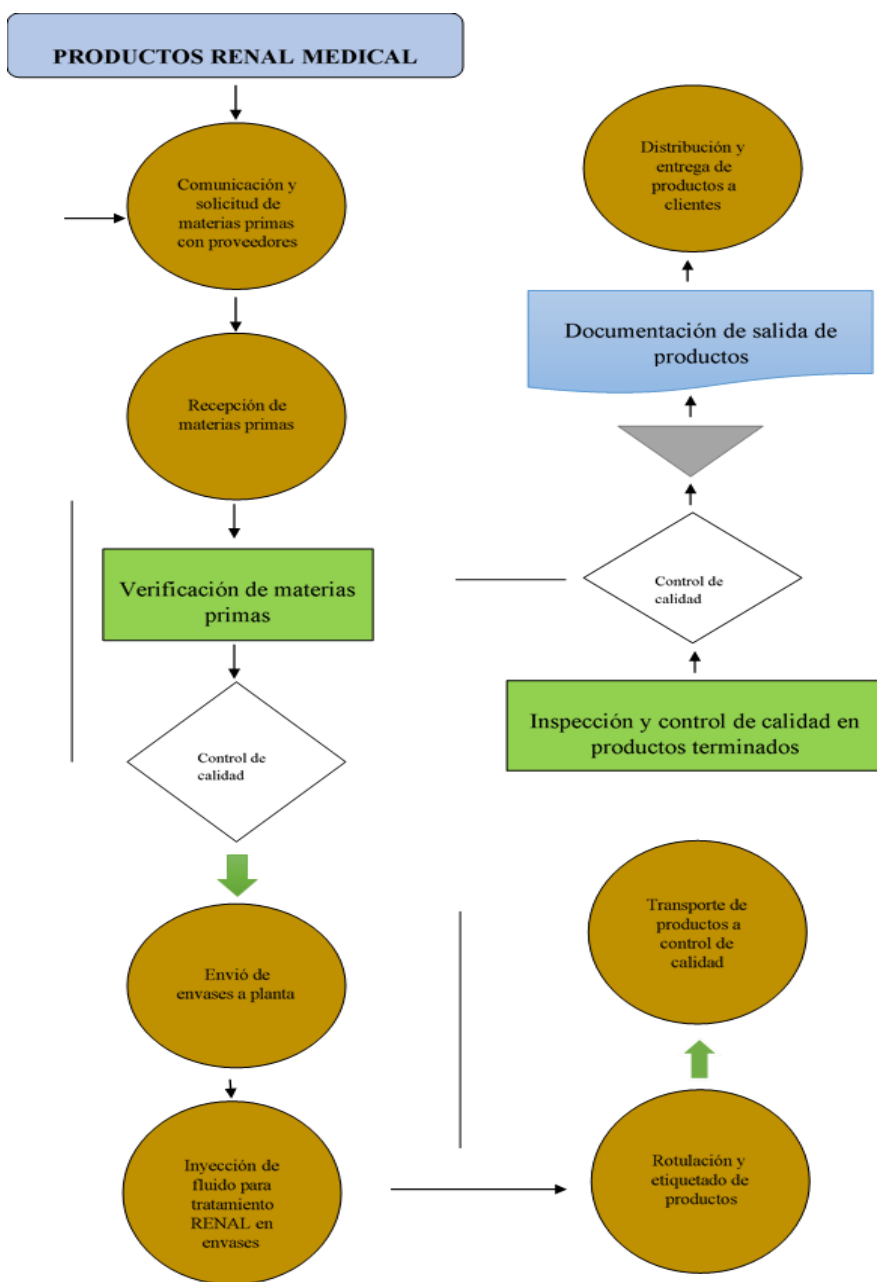 PRODUCTOS RENAL MEDICAL
Comunicación y
solicitud de
materias primas
con proveedores
Recepción de
materias primas
Verificación de materias
primas
Control de
calidad
Envió de
envases a planta
Inyección de
fluido para
tratamiento
RENAL en
envases
Rotulación y
etiquetado de
productos
Transporte de
productos a
control de
calidad
Inspección y control de calidad en
productos terminados
Control de
calidad
Documentación de salida de
productos
Distribución y
entrega de
productos a
clientes